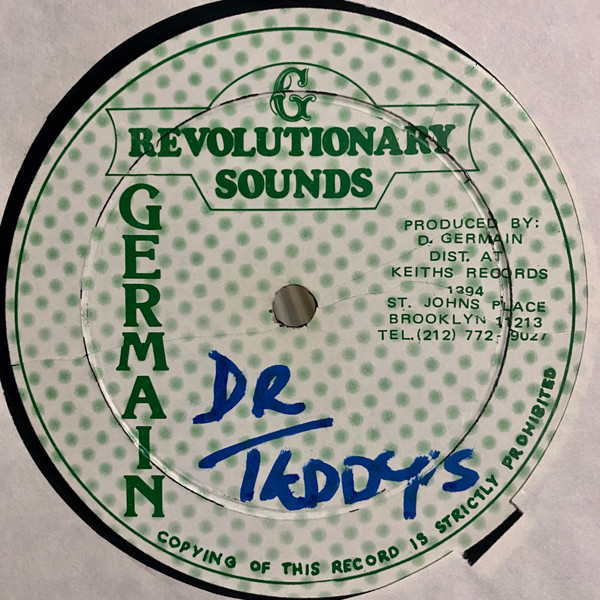 G
REVOLUTIONARY
SOUNDS
GERMAIN
PRODUCED BY:
D. GERMAIN
DIST. AT
KEITHS RECORDS
1394
ST. JOHNS PLACE
BROOKLYN 11213
TEL.(212) 772-9027
DR
TEDDY'S
COPYING OF THIS RECORD IS STRICTLY PROHIBITED